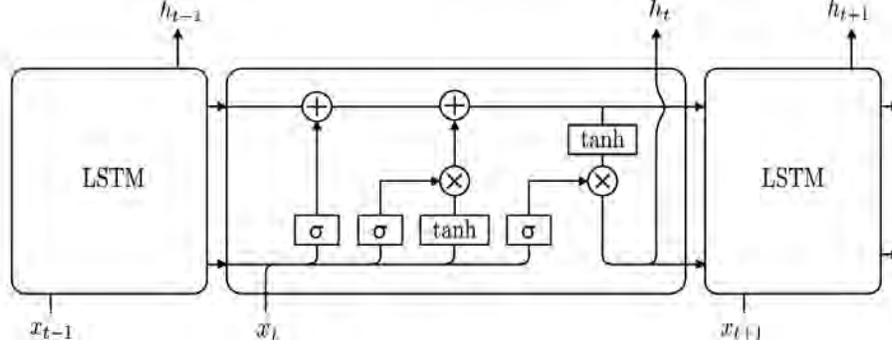 h_{t-1} h_t h_{t+1}
+ +
tanh
LSTM × × LSTM
σ σ tanh σ
x_{t-1} x_t x_{t+1}